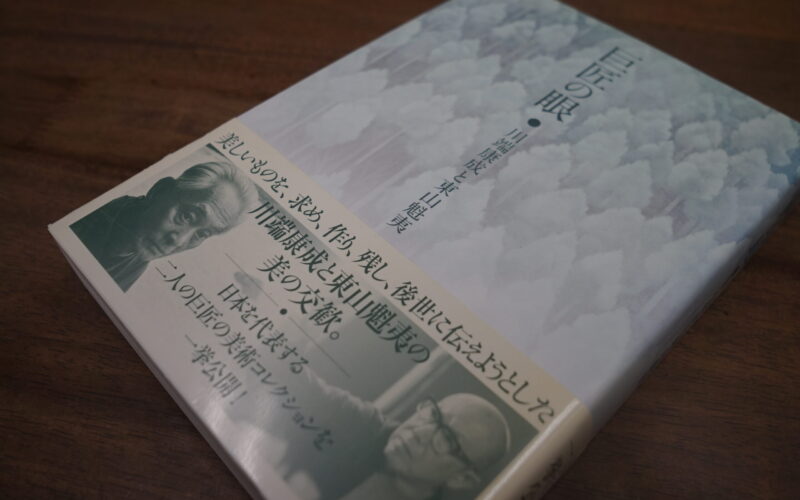 巨匠の眼●
川端康成と東山魁夷
美しいものを、求め、作り、残し、後世に伝えようとした
川端康成と東山魁夷の
美の交歓。
●
日本を代表する
二人の巨匠の美術コレクションを
一挙公開!